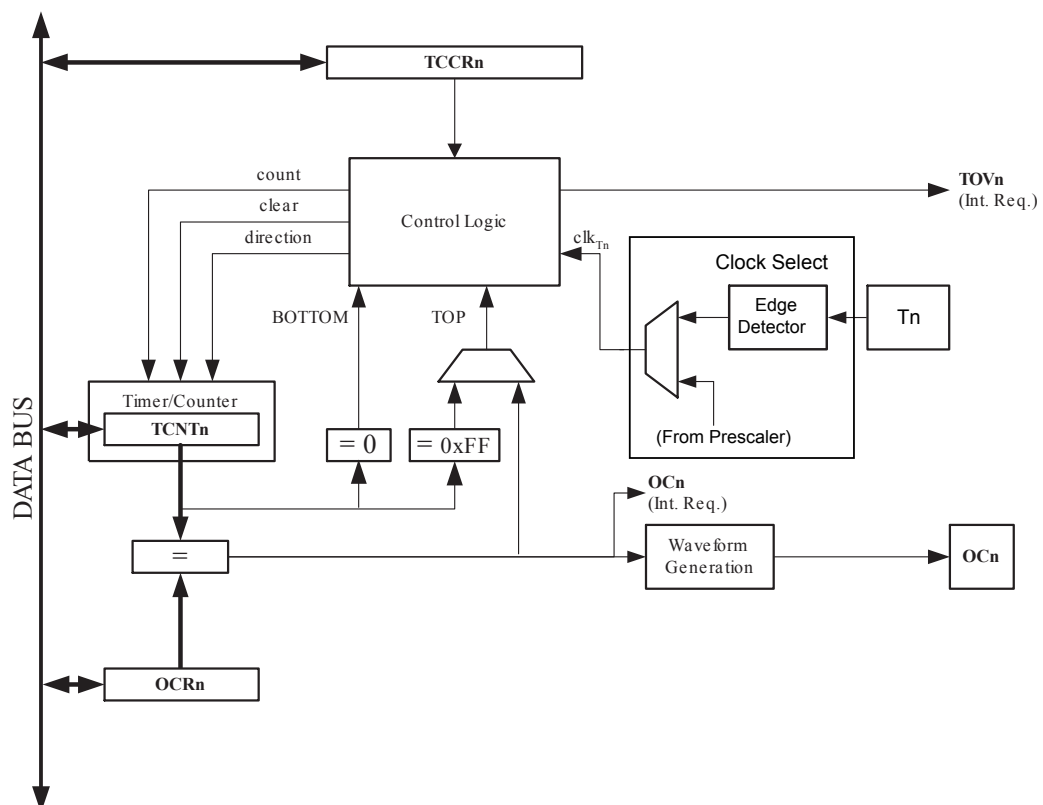 TCCRn
count
clear
direction
Control Logic
TOVn
(Int. Req.)
clkTn
Clock Select
Edge
Detector
Tn
(From Prescaler)
BOTTOM
TOP
Timer/Counter
TCNTn
= 0
= 0xFF
DATA BUS
OCn
(Int. Req.)
=
Waveform
Generation
OCn
OCRn